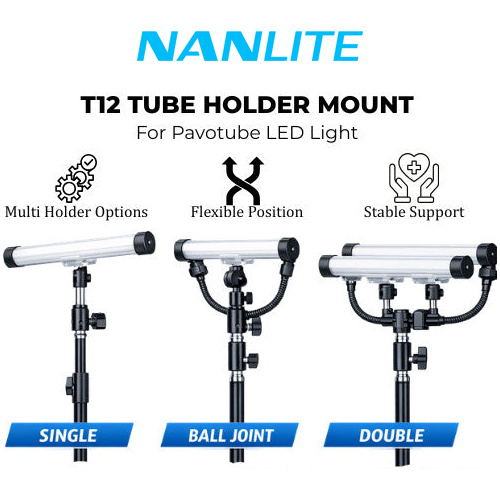 NANLITE
T12 TUBE HOLDER MOUNT
For Pavotube LED Light
Multi Holder Options
Flexible Position
Stable Support
SINGLE
BALL JOINT
DOUBLE